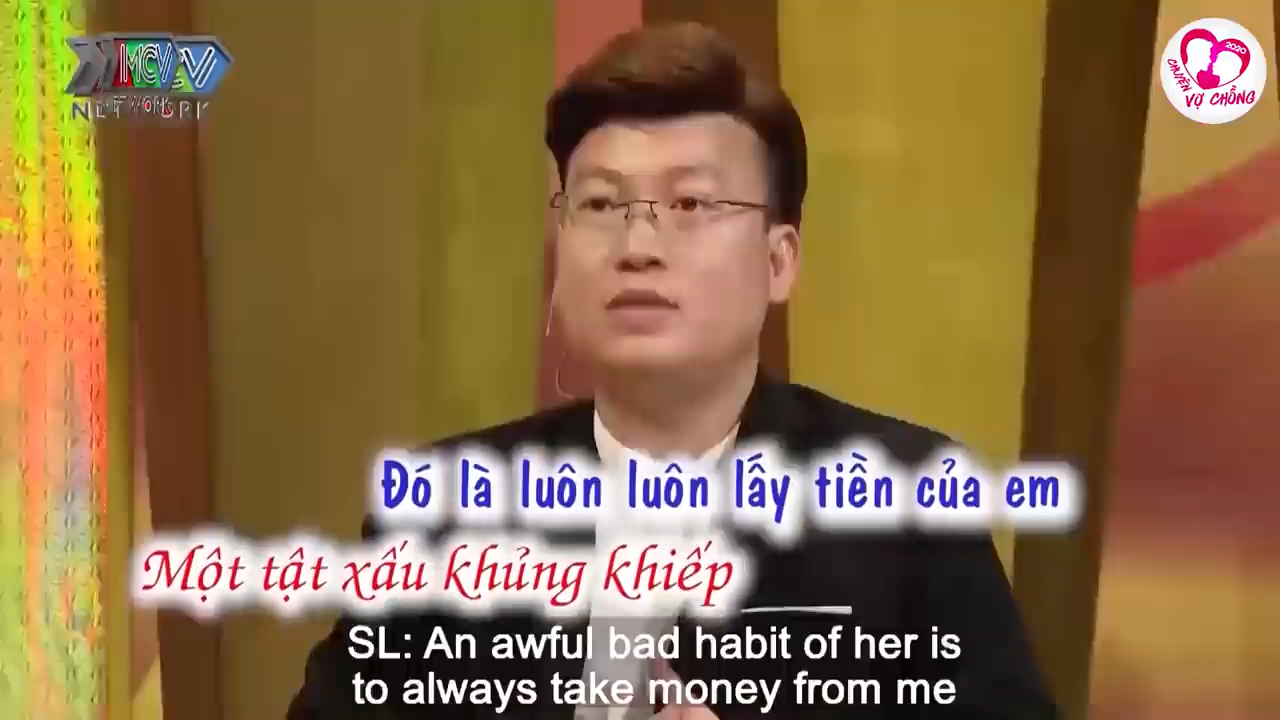 MCV
NETWORK
2020
CHUYỆN
VỢ CHỒNG
Đó là luôn luôn lấy tiền của em
Một tật xấu khủng khiếp
SL: An awful bad habit of her is
to always take money from me